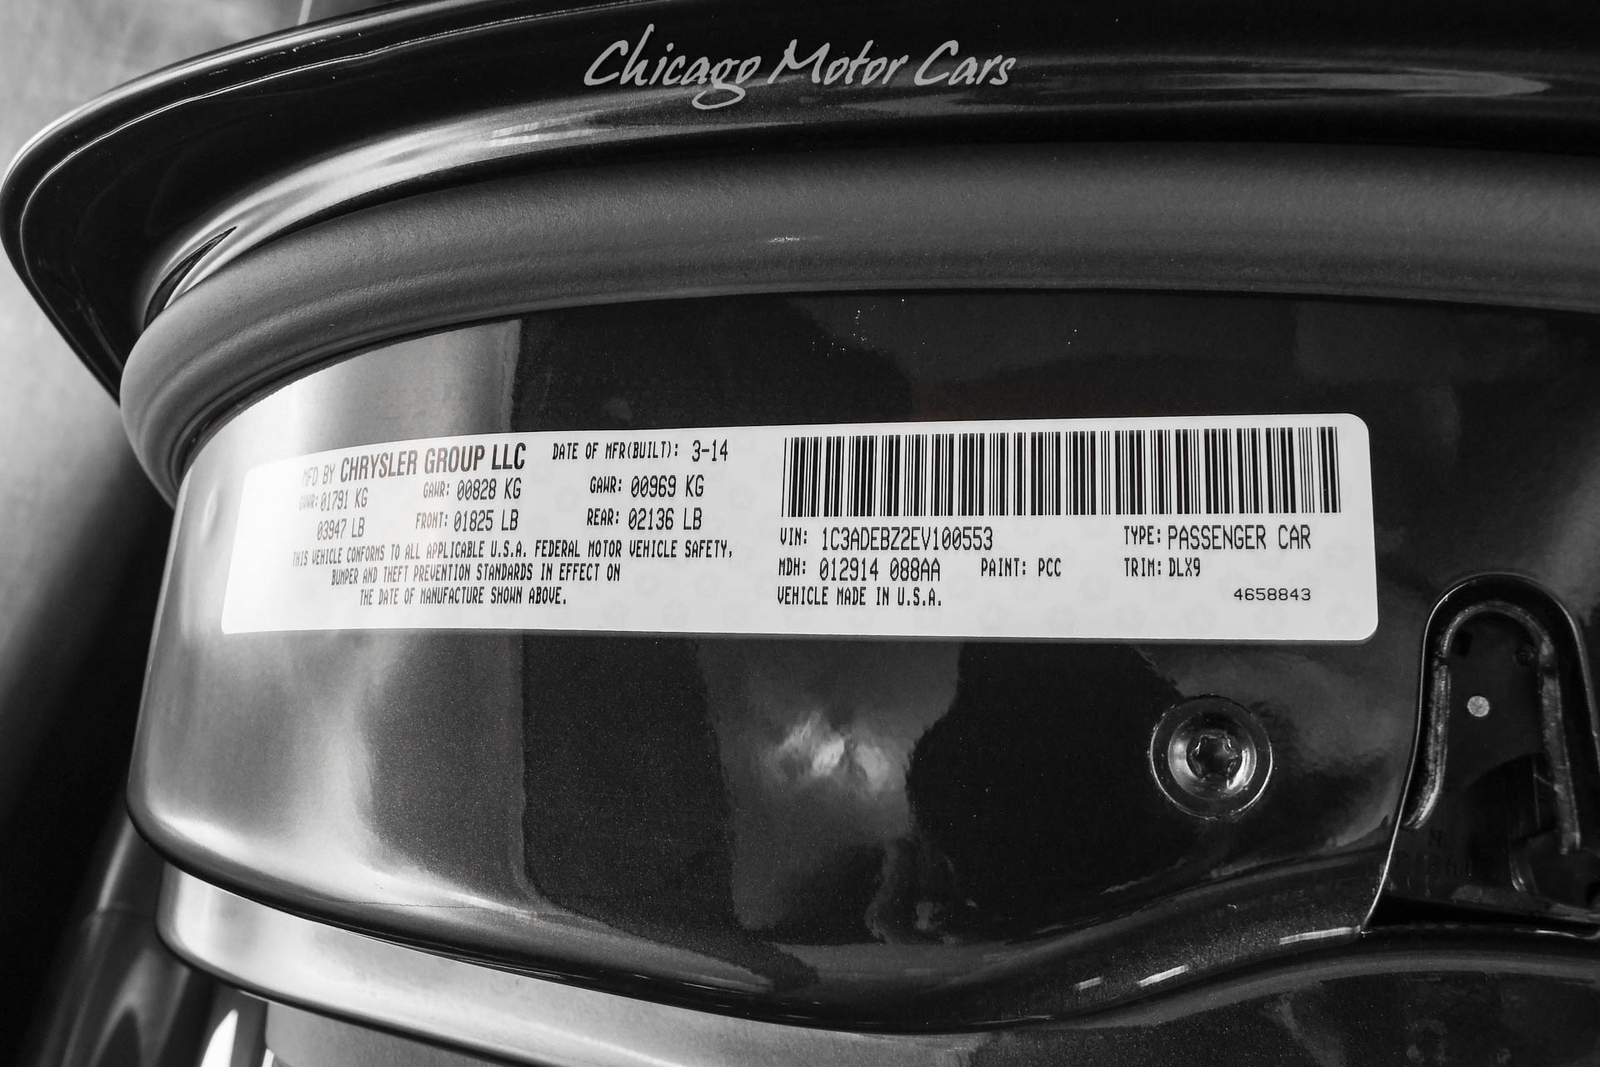 Chicago Motor Cars
MFD BY CHRYSLER GROUP LLC DATE OF MFR(BUILT): 3-14
GVWR: 01791 KG GAWR: 00828 KG GAWR: 00969 KG
03947 LB FRONT: 01825 LB REAR: 02136 LB
THIS VEHICLE CONFORMS TO ALL APPLICABLE U.S.A. FEDERAL MOTOR VEHICLE SAFETY,
BUMPER AND THEFT PREVENTION STANDARDS IN EFFECT ON
THE DATE OF MANUFACTURE SHOWN ABOVE.
VIN: 1C3ADEBZ2EV100553 TYPE: PASSENGER CAR
MDH: 012914 088AA PAINT: PCC TRIM: DLX9
VEHICLE MADE IN U.S.A. 4658843